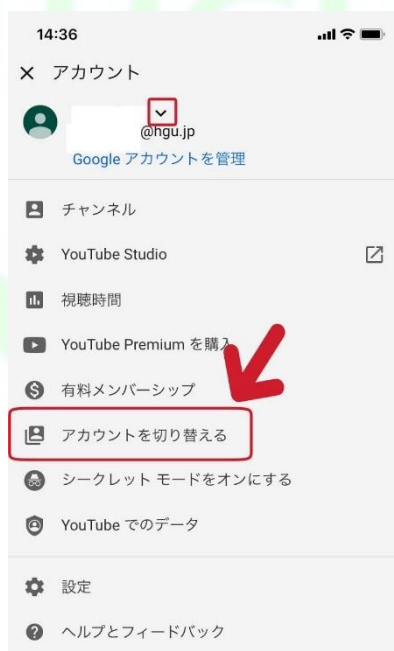 14:36
アカウント
@hgu.jp
Google アカウントを管理
チャンネル
YouTube Studio
視聴時間
YouTube Premium を購入
有料メンバーシップ
アカウントを切り替える
シークレット モードをオンにする
YouTube でのデータ
設定
ヘルプとフィードバック